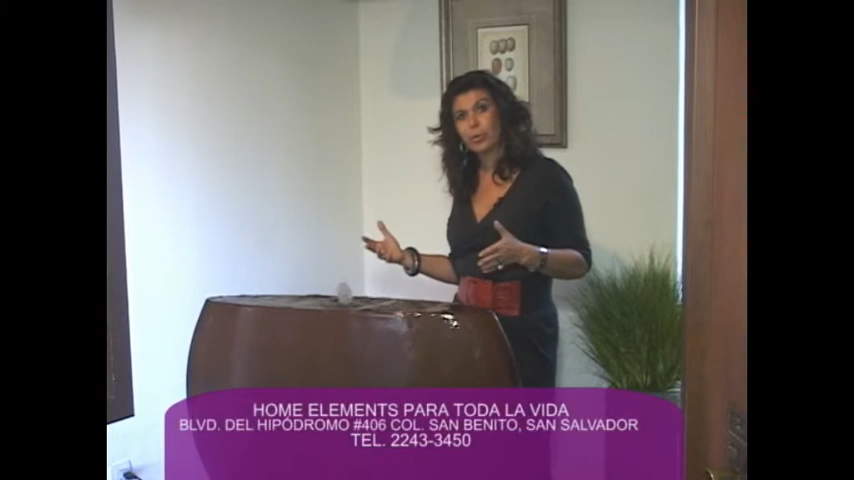 HOME ELEMENTS PARA TODA LA VIDA
BLVD. DEL HIPÓDROMO #406 COL. SAN BENITO, SAN SALVADOR
TEL. 2243-3450